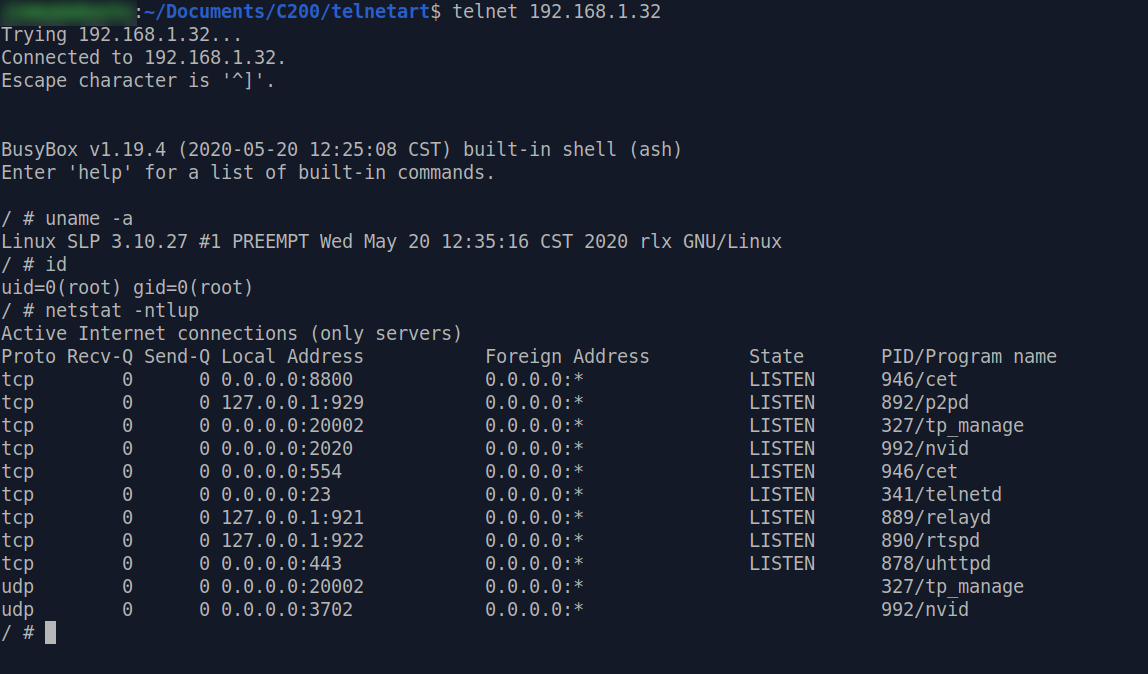 :~/Documents/C200/telnetart$ telnet 192.168.1.32
Trying 192.168.1.32...
Connected to 192.168.1.32.
Escape character is '^]'.
BusyBox v1.19.4 (2020-05-20 12:25:08 CST) built-in shell (ash)
Enter 'help' for a list of built-in commands.
/ # uname -a
Linux SLP 3.10.27 #1 PREEMPT Wed May 20 12:35:16 CST 2020 rlx GNU/Linux
/ # id
uid=0(root) gid=0(root)
/ # netstat -ntlup
Active Internet connections (only servers)
Proto Recv-Q Send-Q Local Address           Foreign Address         State       PID/Program name
tcp        0      0 0.0.0.0:8800            0.0.0.0:*               LISTEN      946/cet
tcp        0      0 127.0.0.1:929           0.0.0.0:*               LISTEN      892/p2pd
tcp        0      0 0.0.0.0:20002           0.0.0.0:*               LISTEN      327/tp_manage
tcp        0      0 0.0.0.0:2020            0.0.0.0:*               LISTEN      992/nvid
tcp        0      0 0.0.0.0:554             0.0.0.0:*               LISTEN      946/cet
tcp        0      0 0.0.0.0:23              0.0.0.0:*               LISTEN      341/telnetd
tcp        0      0 127.0.0.1:921           0.0.0.0:*               LISTEN      889/relayd
tcp        0      0 127.0.0.1:922           0.0.0.0:*               LISTEN      890/rtspd
tcp        0      0 0.0.0.0:443             0.0.0.0:*               LISTEN      878/uhttpd
udp        0      0 0.0.0.0:20002           0.0.0.0:*                           327/tp_manage
udp        0      0 0.0.0.0:3702            0.0.0.0:*                           992/nvid
/ #